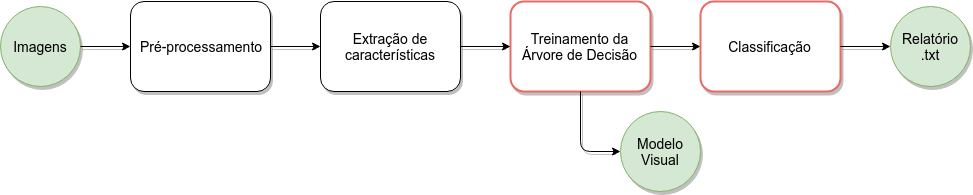 Imagens
Pré-processamento
Extração de
características
Treinamento da
Árvore de Decisão
Classificação
Relatório
.txt
Modelo
Visual